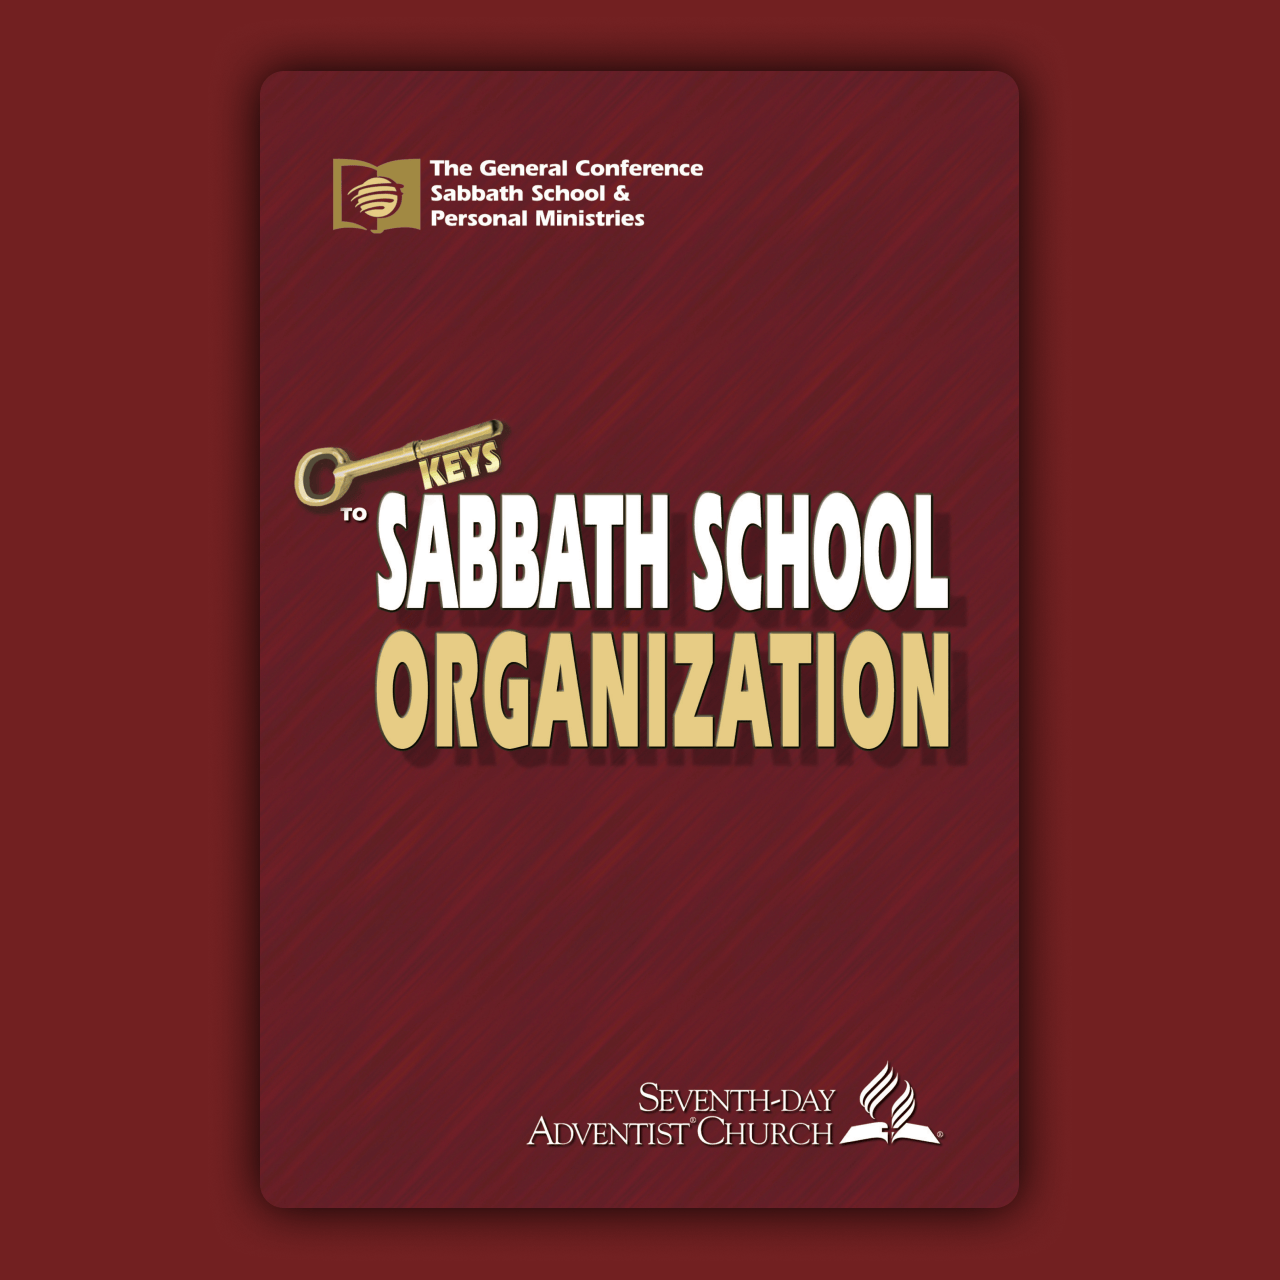 The General Conference
Sabbath School &
Personal Ministries
KEYS
TO SABBATH SCHOOL
ORGANIZATION
SEVENTH-DAY
ADVENTIST® CHURCH ®